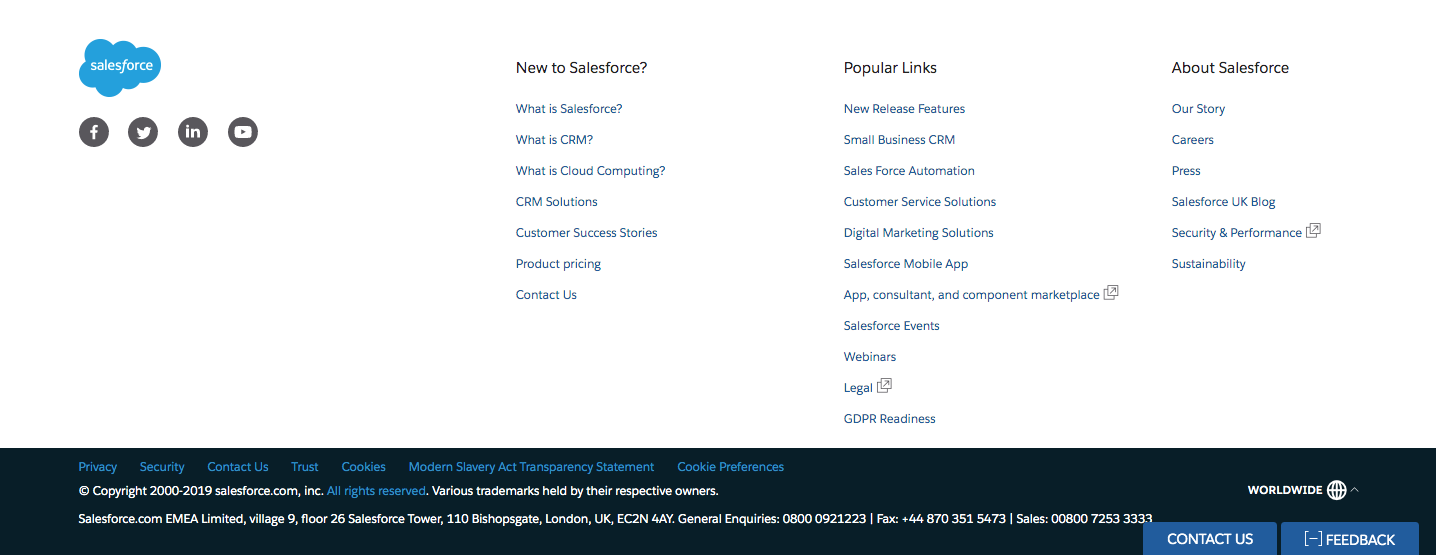 salesforce
New to Salesforce?
What is Salesforce?
What is CRM?
What is Cloud Computing?
CRM Solutions
Customer Success Stories
Product pricing
Contact Us
Popular Links
New Release Features
Small Business CRM
Sales Force Automation
Customer Service Solutions
Digital Marketing Solutions
Salesforce Mobile App
App, consultant, and component marketplace
Salesforce Events
Webinars
Legal
GDPR Readiness
About Salesforce
Our Story
Careers
Press
Salesforce UK Blog
Security & Performance
Sustainability
Privacy Security Contact Us Trust Cookies Modern Slavery Act Transparency Statement Cookie Preferences
© Copyright 2000-2019 salesforce.com, inc. All rights reserved. Various trademarks held by their respective owners.
WORLDWIDE
Salesforce.com EMEA Limited, village 9, floor 26 Salesforce Tower, 110 Bishopsgate, London, UK, EC2N 4AY. General Enquiries: 0800 0921223 | Fax: +44 870 351 5473 | Sales: 00800 7253 3333
CONTACT US
[−] FEEDBACK